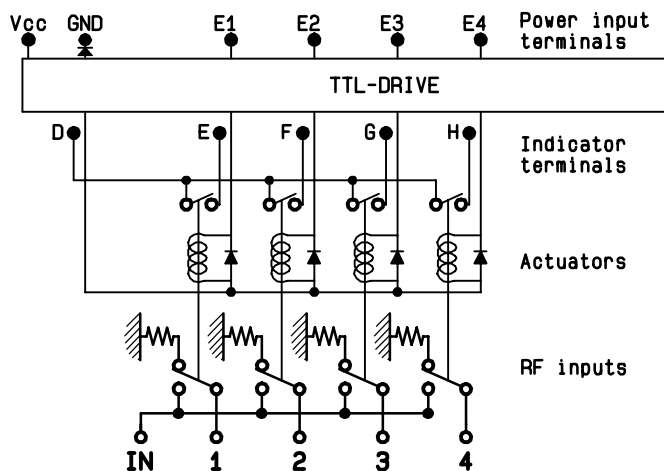 Vcc GND E1 E2 E3 E4 Power input
terminals
TTL-DRIVE
D E F G H Indicator
terminals
Actuators
RF inputs
IN 1 2 3 4